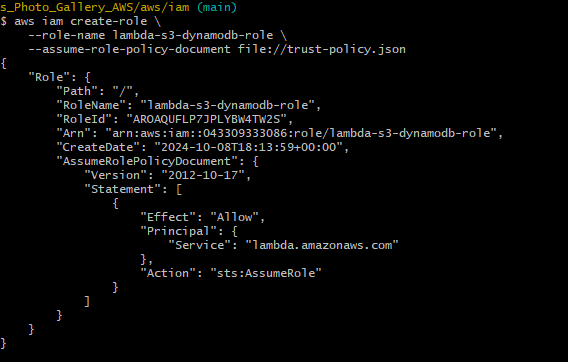 s_Photo_Gallery_AWS/aws/iam (main)
$ aws iam create-role \
    --role-name lambda-s3-dynamodb-role \
    --assume-role-policy-document file://trust-policy.json
{
    "Role": {
        "Path": "/",
        "RoleName": "lambda-s3-dynamodb-role",
        "RoleId": "AROAQUFLP7JPLYBW4TW2S",
        "Arn": "arn:aws:iam::043309333086:role/lambda-s3-dynamodb-role",
        "CreateDate": "2024-10-08T18:13:59+00:00",
        "AssumeRolePolicyDocument": {
            "Version": "2012-10-17",
            "Statement": [
                {
                    "Effect": "Allow",
                    "Principal": {
                        "Service": "lambda.amazonaws.com"
                    },
                    "Action": "sts:AssumeRole"
                }
            ]
        }
    }
}